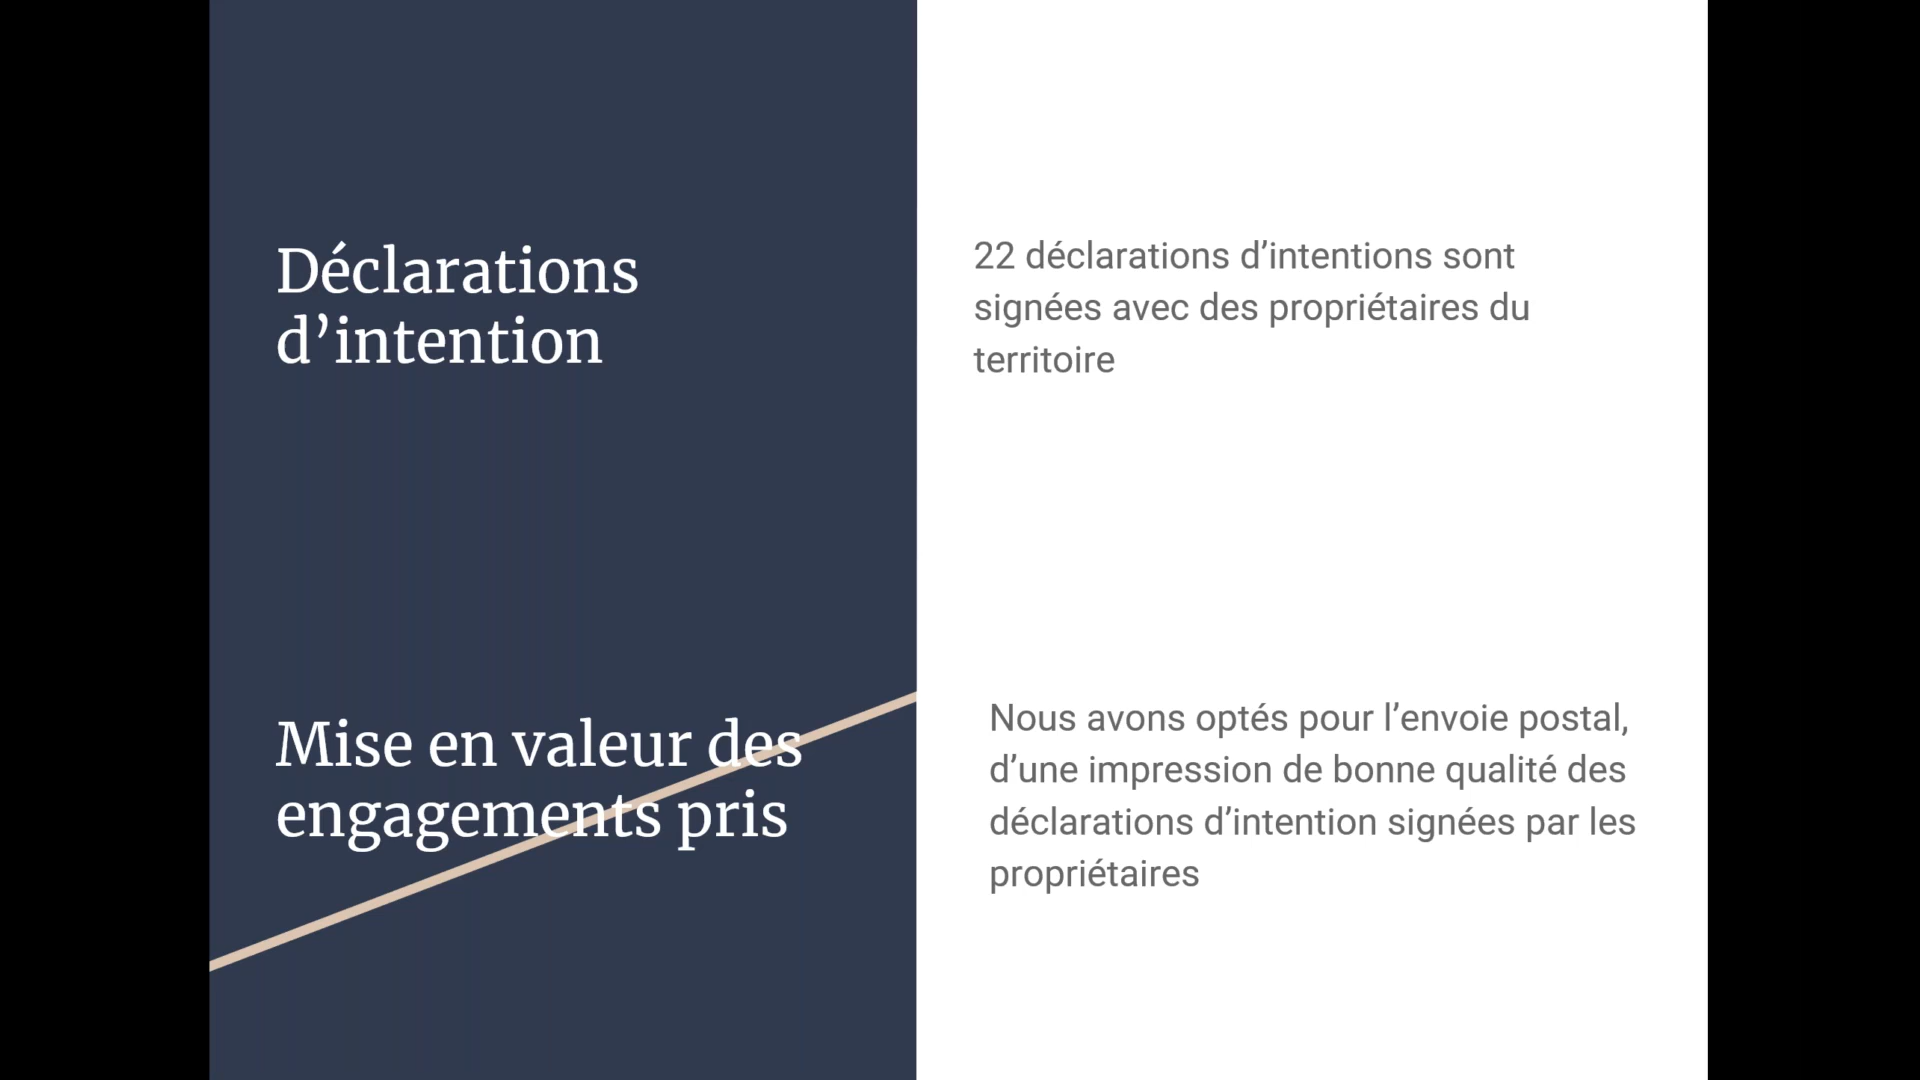 Déclarations
d’intention
22 déclarations d’intentions sont
signées avec des propriétaires du
territoire
Mise en valeur des
engagements pris
Nous avons optés pour l’envoie postal,
d’une impression de bonne qualité des
déclarations d’intention signées par les
propriétaires